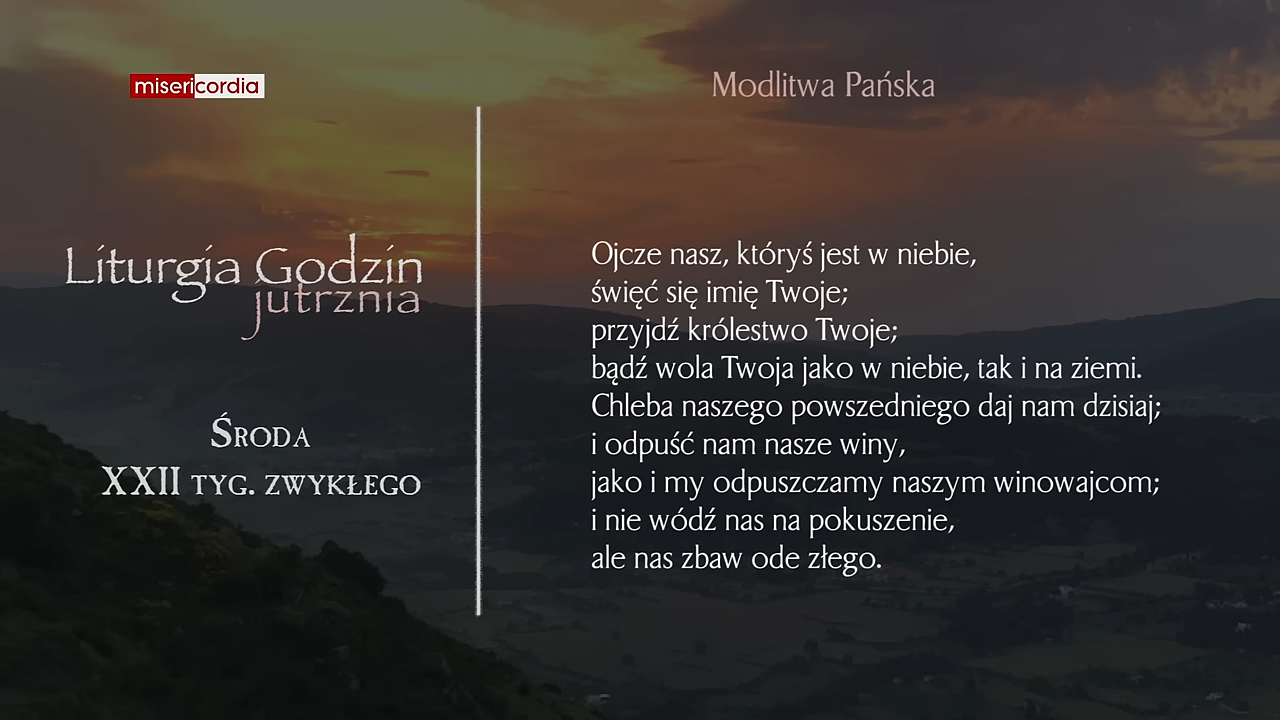 misericordia
Modlitwa Pańska
Liturgia Godzin
jutrznia
Środa
XXII tyg. zwykłego
Ojcze nasz, któryś jest w niebie,
święć się imię Twoje;
przyjdź królestwo Twoje;
bądź wola Twoja jako w niebie, tak i na ziemi.
Chleba naszego powszedniego daj nam dzisiaj;
i odpuść nam nasze winy,
jako i my odpuszczamy naszym winowajcom;
i nie wódź nas na pokuszenie,
ale nas zbaw ode złego.